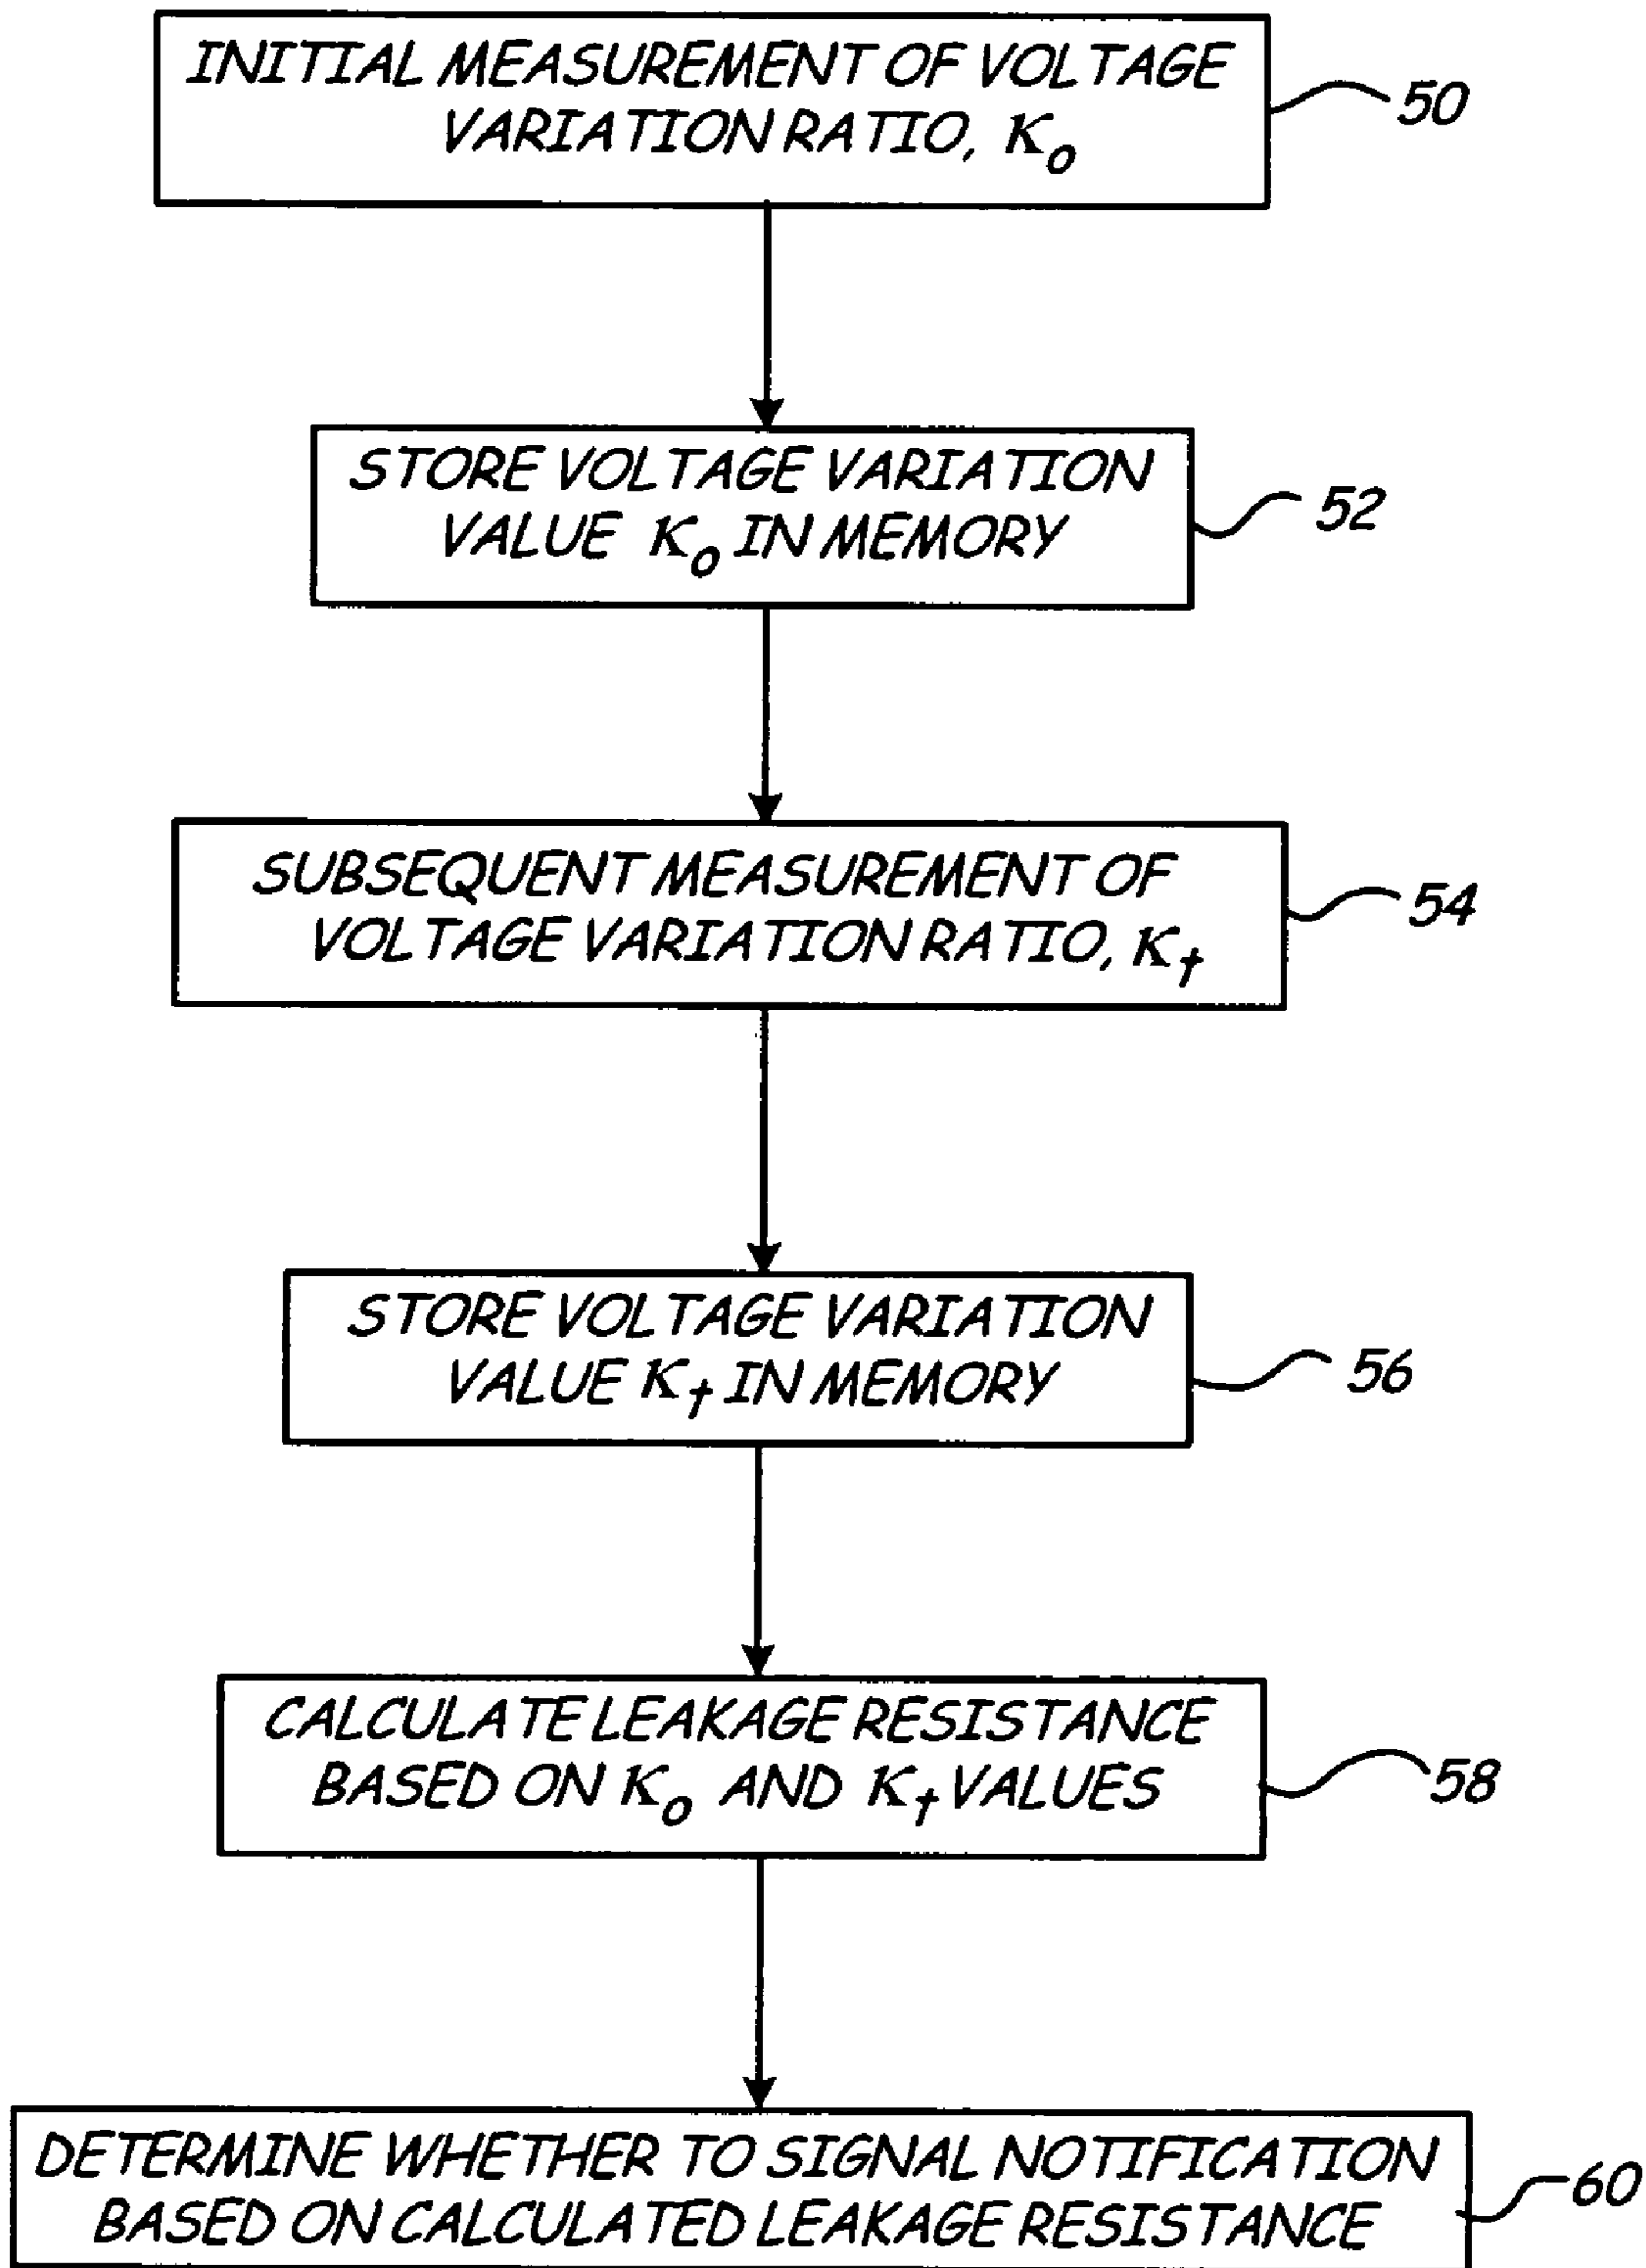 INITIAL MEASUREMENT OF VOLTAGE
VARIATION RATIO, K₀
50
STORE VOLTAGE VARIATION
VALUE K₀ IN MEMORY
52
SUBSEQUENT MEASUREMENT OF
VOLTAGE VARIATION RATIO, Kₜ
54
STORE VOLTAGE VARIATION
VALUE Kₜ IN MEMORY
56
CALCULATE LEAKAGE RESISTANCE
BASED ON K₀ AND Kₜ VALUES
58
DETERMINE WHETHER TO SIGNAL NOTIFICATION
BASED ON CALCULATED LEAKAGE RESISTANCE
60